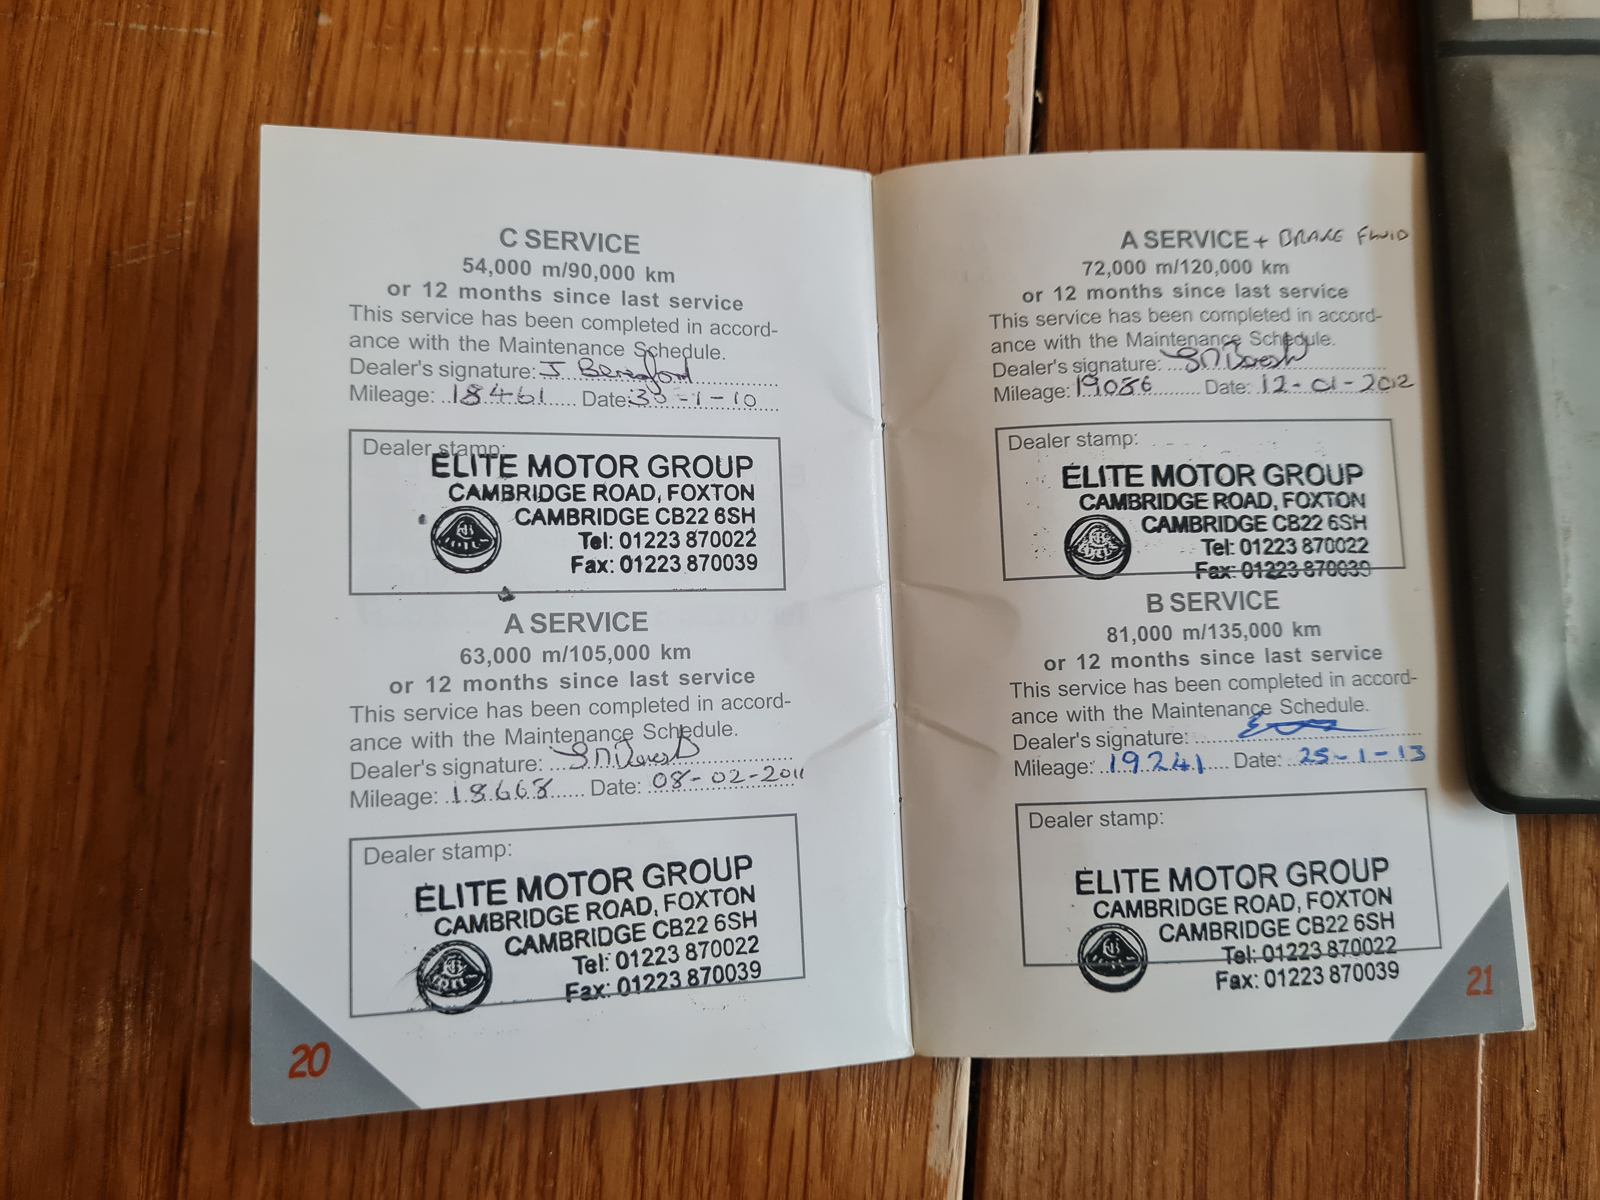 C SERVICE
54,000 m/90,000 km
or 12 months since last service
This service has been completed in accord-
ance with the Maintenance Schedule.
Dealer's signature: J Beresford
Mileage: 18461 Date: -1-10
Dealer stamp:
ELITE MOTOR GROUP
CAMBRIDGE ROAD, FOXTON
CAMBRIDGE CB22 6SH
Tel: 01223 870022
Fax: 01223 870039
A SERVICE
63,000 m/105,000 km
or 12 months since last service
This service has been completed in accord-
ance with the Maintenance Schedule.
Dealer's signature:
Mileage: 18668 Date: 08-02-2011
Dealer stamp:
ELITE MOTOR GROUP
CAMBRIDGE ROAD, FOXTON
CAMBRIDGE CB22 6SH
Tel: 01223 870022
Fax: 01223 870039
20
A SERVICE + BRAKE FLUID
72,000 m/120,000 km
or 12 months since last service
This service has been completed in accord-
ance with the Maintenance Schedule.
Dealer's signature:
Mileage: 19086 Date: 12-01-2012
Dealer stamp:
ELITE MOTOR GROUP
CAMBRIDGE ROAD, FOXTON
CAMBRIDGE CB22 6SH
Tel: 01223 870022
Fax: 01223 870039
B SERVICE
81,000 m/135,000 km
or 12 months since last service
This service has been completed in accord-
ance with the Maintenance Schedule.
Dealer's signature:
Mileage: 19241 Date: 25-1-13
Dealer stamp:
ELITE MOTOR GROUP
CAMBRIDGE ROAD, FOXTON
CAMBRIDGE CB22 6SH
Tel: 01223 870022
Fax: 01223 870039
21